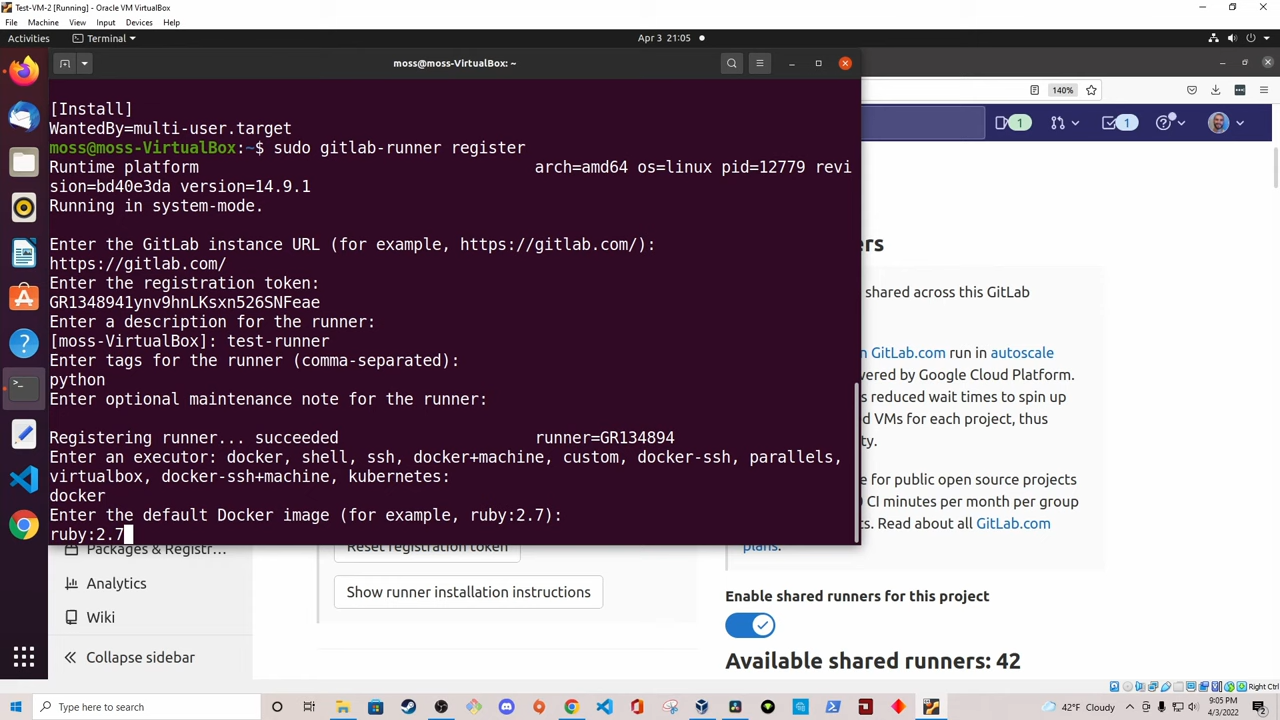 Test-VM-2 [Running] - Oracle VM VirtualBox
File Machine View Input Devices Help
Activities Terminal Apr 3 21:05
moss@moss-VirtualBox: ~
140%
[Install]
WantedBy=multi-user.target
moss@moss-VirtualBox:~$ sudo gitlab-runner register
Runtime platform arch=amd64 os=linux pid=12779 revi
sion=bd40e3da version=14.9.1
Running in system-mode.
Enter the GitLab instance URL (for example, https://gitlab.com/):
https://gitlab.com/
Enter the registration token:
GR1348941ynv9hnLKsxn526SNFeae
Enter a description for the runner:
[moss-VirtualBox]: test-runner
Enter tags for the runner (comma-separated):
python
Enter optional maintenance note for the runner:
Registering runner... succeeded runner=GR134894
Enter an executor: docker, shell, ssh, docker+machine, custom, docker-ssh, parallels,
virtualbox, docker-ssh+machine, kubernetes:
docker
Enter the default Docker image (for example, ruby:2.7):
ruby:2.7
1
1
ers
shared across this GitLab
GitLab.com run in autoscale
vered by Google Cloud Platform.
s reduced wait times to spin up
d VMs for each project, thus
ty.
e for public open source projects
CI minutes per month per group
ts. Read about all GitLab.com
plans.
Packages & Registr...
Analytics
Wiki
Collapse sidebar
Reset registration token
Show runner installation instructions
Enable shared runners for this project
Available shared runners: 42
Right Ctrl
Type here to search
42°F Cloudy
9:05 PM
4/3/2022